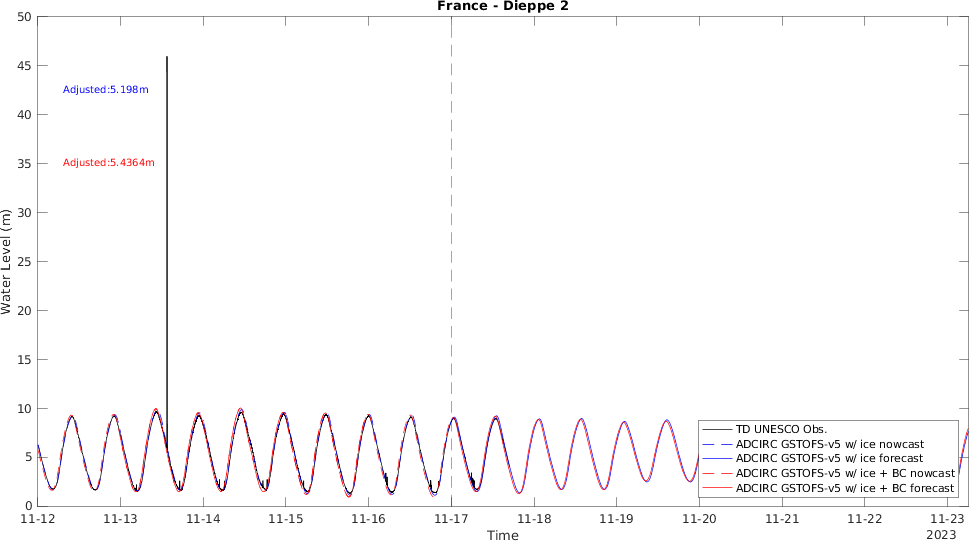 France - Dieppe 2
50
45
40
35
30
25
20
15
10
5
0
Water Level (m)
Adjusted:5.198m
Adjusted:5.4364m
TD UNESCO Obs.
ADCIRC GSTOFS-v5 w/ ice nowcast
ADCIRC GSTOFS-v5 w/ ice forecast
ADCIRC GSTOFS-v5 w/ ice + BC nowcast
ADCIRC GSTOFS-v5 w/ ice + BC forecast
11-12 11-13 11-14 11-15 11-16 11-17 11-18 11-19 11-20 11-21 11-22 11-23
Time
2023